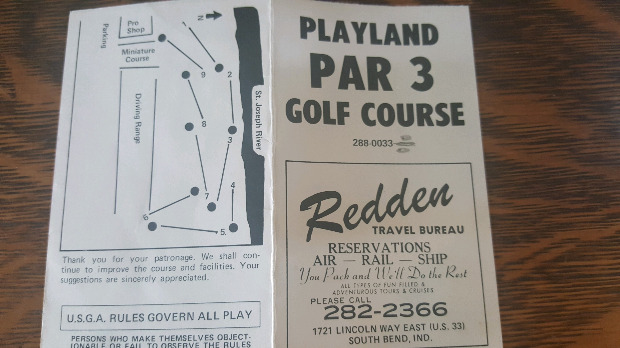 Parking
Pro
Shop
Miniature
Course
Driving Range
N
St. Joseph River
2
9
8
3
4
7
6
5.
Thank you for your patronage. We shall con-
tinue to improve the course and facilities. Your
suggestions are sincerely appreciated.
U.S.G.A. RULES GOVERN ALL PLAY
PERSONS WHO MAKE THEMSELVES OBJECT-
IONABLE OR FAIL TO OBSERVE THE RULES
PLAYLAND
PAR 3
GOLF COURSE
288-0033
Redden
TRAVEL BUREAU
RESERVATIONS
AIR — RAIL — SHIP
You Pack and We'll Do the Rest
ALL TYPES OF FUN FILLED &
ADVENTUROUS TOURS & CRUISES
PLEASE CALL
282-2366
1721 LINCOLN WAY EAST (U.S. 33)
SOUTH BEND, IND.